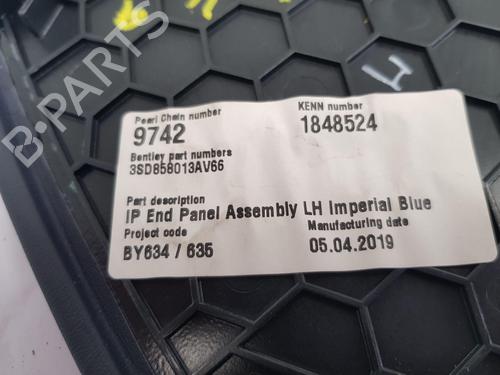 Pearl Chain number
9742
KENN number
1848524
Bentley part numbers
3SD858013AV66
Part description
IP End Panel Assembly LH Imperial Blue
Project code
BY634 / 635
Manufacturing date
05.04.2019
B-PARTS